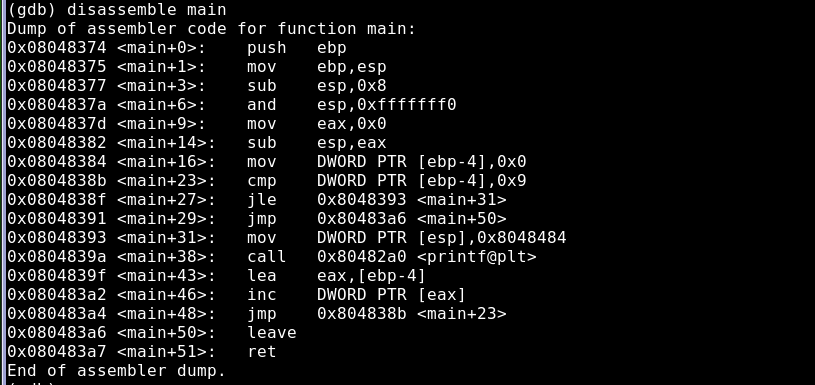 (gdb) disassemble main
Dump of assembler code for function main:
0x08048374 <main+0>:    push   ebp
0x08048375 <main+1>:    mov    ebp,esp
0x08048377 <main+3>:    sub    esp,0x8
0x0804837a <main+6>:    and    esp,0xfffffff0
0x0804837d <main+9>:    mov    eax,0x0
0x08048382 <main+14>:   sub    esp,eax
0x08048384 <main+16>:   mov    DWORD PTR [ebp-4],0x0
0x0804838b <main+23>:   cmp    DWORD PTR [ebp-4],0x9
0x0804838f <main+27>:   jle    0x8048393 <main+31>
0x08048391 <main+29>:   jmp    0x80483a6 <main+50>
0x08048393 <main+31>:   mov    DWORD PTR [esp],0x8048484
0x0804839a <main+38>:   call   0x80482a0 <printf@plt>
0x0804839f <main+43>:   lea    eax,[ebp-4]
0x080483a2 <main+46>:   inc    DWORD PTR [eax]
0x080483a4 <main+48>:   jmp    0x804838b <main+23>
0x080483a6 <main+50>:   leave
0x080483a7 <main+51>:   ret
End of assembler dump.